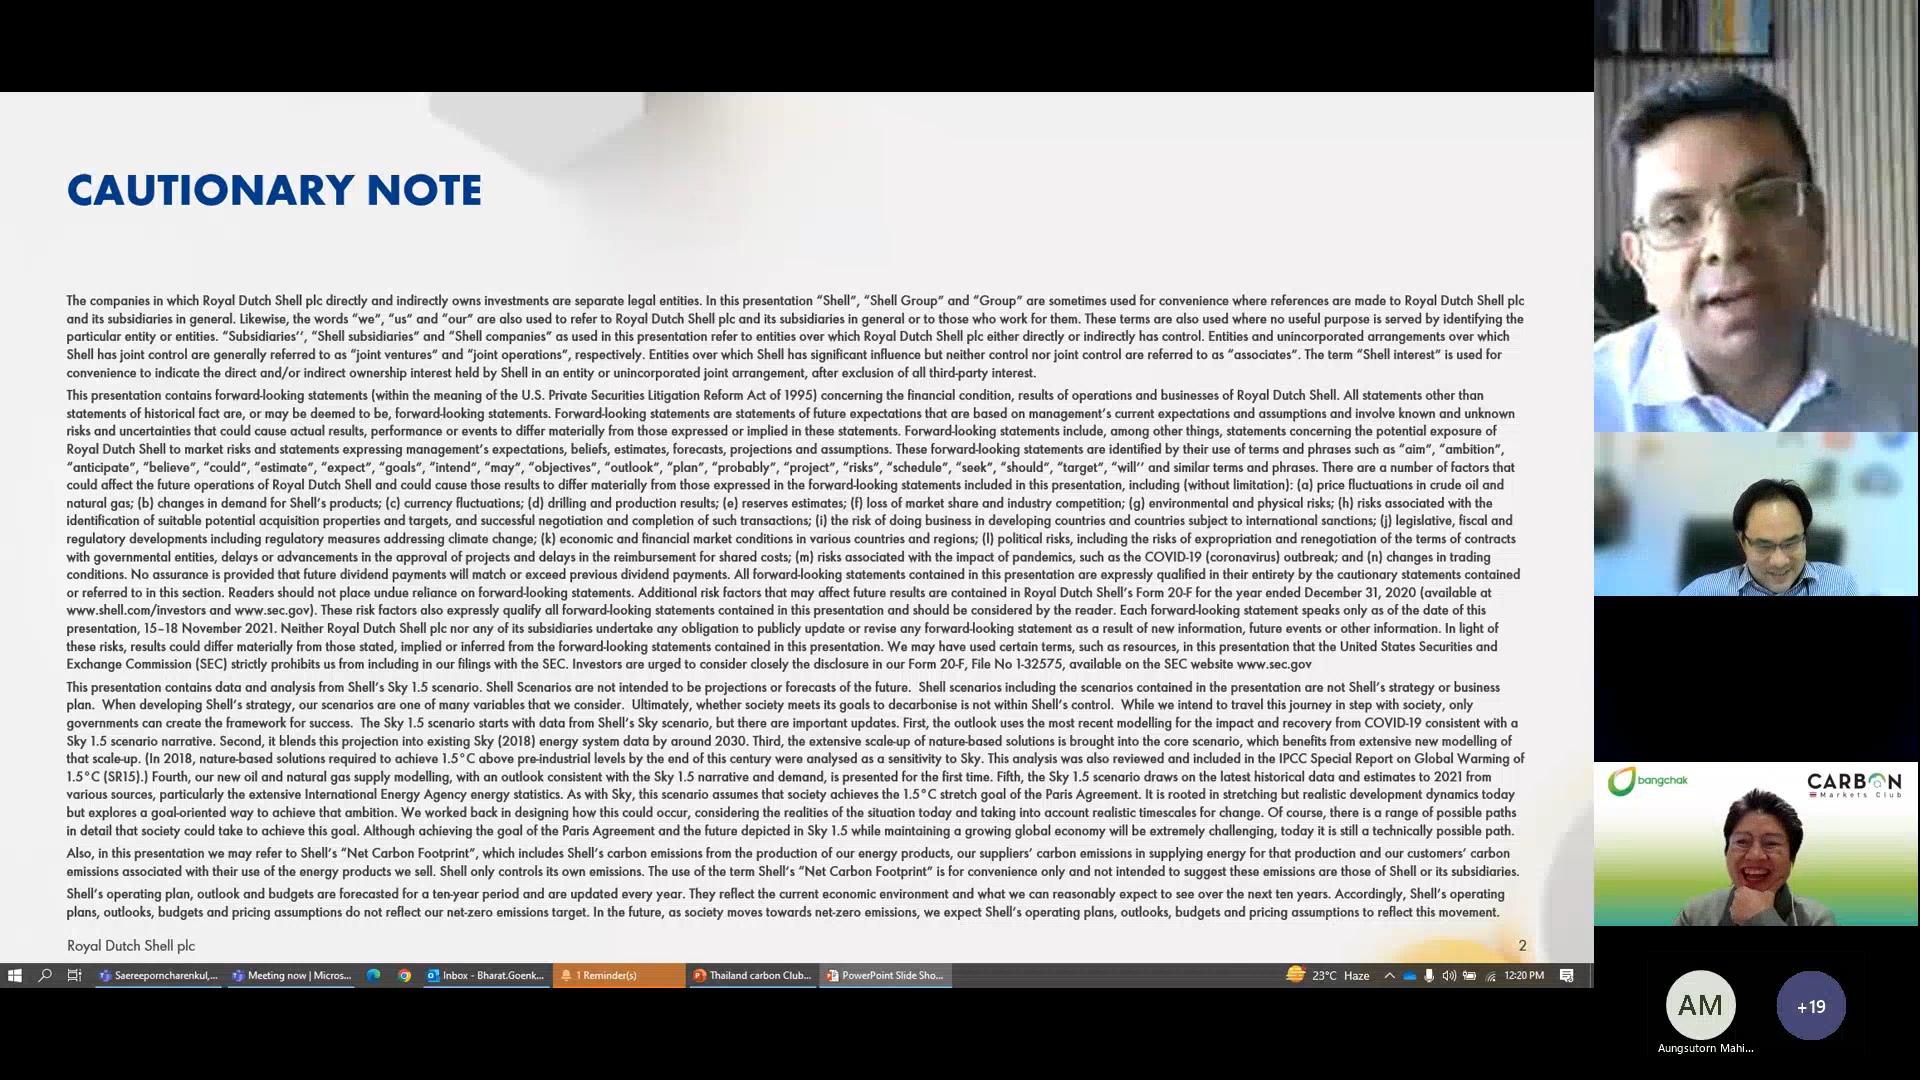 CAUTIONARY NOTE
The companies in which Royal Dutch Shell plc directly and indirectly owns investments are separate legal entities. In this presentation “Shell”, “Shell Group” and “Group” are sometimes used for convenience where references are made to Royal Dutch Shell plc
and its subsidiaries in general. Likewise, the words “we”, “us” and “our” are also used to refer to Royal Dutch Shell plc and its subsidiaries in general or to those who work for them. These terms are also used where no useful purpose is served by identifying the
particular entity or entities. “Subsidiaries’’, “Shell subsidiaries” and “Shell companies” as used in this presentation refer to entities over which Royal Dutch Shell plc either directly or indirectly has control. Entities and unincorporated arrangements over which
Shell has joint control are generally referred to as “joint ventures” and “joint operations”, respectively. Entities over which Shell has significant influence but neither control nor joint control are referred to as “associates”. The term “Shell interest” is used for
convenience to indicate the direct and/or indirect ownership interest held by Shell in an entity or unincorporated joint arrangement, after exclusion of all third-party interest.
This presentation contains forward-looking statements (within the meaning of the U.S. Private Securities Litigation Reform Act of 1995) concerning the financial condition, results of operations and businesses of Royal Dutch Shell. All statements other than
statements of historical fact are, or may be deemed to be, forward-looking statements. Forward-looking statements are statements of future expectations that are based on management’s current expectations and assumptions and involve known and unknown
risks and uncertainties that could cause actual results, performance or events to differ materially from those expressed or implied in these statements. Forward-looking statements include, among other things, statements concerning the potential exposure of
Royal Dutch Shell to market risks and statements expressing management’s expectations, beliefs, estimates, forecasts, projections and assumptions. These forward-looking statements are identified by their use of terms and phrases such as “aim”, “ambition”,
“anticipate”, “believe”, “could”, “estimate”, “expect”, “goals”, “intend”, “may”, “objectives”, “outlook”, “plan”, “probably”, “project”, “risks”, “schedule”, “seek”, “should”, “target”, “will’’ and similar terms and phrases. There are a number of factors that
could affect the future operations of Royal Dutch Shell and could cause those results to differ materially from those expressed in the forward-looking statements included in this presentation, including (without limitation): (a) price fluctuations in crude oil and
natural gas; (b) changes in demand for Shell’s products; (c) currency fluctuations; (d) drilling and production results; (e) reserves estimates; (f) loss of market share and industry competition; (g) environmental and physical risks; (h) risks associated with the
identification of suitable potential acquisition properties and targets, and successful negotiation and completion of such transactions; (i) the risk of doing business in developing countries and countries subject to international sanctions; (j) legislative, fiscal and
regulatory developments including regulatory measures addressing climate change; (k) economic and financial market conditions in various countries and regions; (l) political risks, including the risks of expropriation and renegotiation of the terms of contracts
with governmental entities, delays or advancements in the approval of projects and delays in the reimbursement for shared costs; (m) risks associated with the impact of pandemics, such as the COVID-19 (coronavirus) outbreak; and (n) changes in trading
conditions. No assurance is provided that future dividend payments will match or exceed previous dividend payments. All forward-looking statements contained in this presentation are expressly qualified in their entirety by the cautionary statements contained
or referred to in this section. Readers should not place undue reliance on forward-looking statements. Additional risk factors that may affect future results are contained in Royal Dutch Shell’s Form 20-F for the year ended December 31, 2020 (available at
www.shell.com/investors and www.sec.gov). These risk factors also expressly qualify all forward-looking statements contained in this presentation and should be considered by the reader. Each forward-looking statement speaks only as of the date of this
presentation, 15–18 November 2021. Neither Royal Dutch Shell plc nor any of its subsidiaries undertake any obligation to publicly update or revise any forward-looking statement as a result of new information, future events or other information. In light of
these risks, results could differ materially from those stated, implied or inferred from the forward-looking statements contained in this presentation. We may have used certain terms, such as resources, in this presentation that the United States Securities and
Exchange Commission (SEC) strictly prohibits us from including in our filings with the SEC. Investors are urged to consider closely the disclosure in our Form 20-F, File No 1-32575, available on the SEC website www.sec.gov
This presentation contains data and analysis from Shell’s Sky 1.5 scenario. Shell Scenarios are not intended to be projections or forecasts of the future. Shell scenarios including the scenarios contained in the presentation are not Shell’s strategy or business
plan. When developing Shell’s strategy, our scenarios are one of many variables that we consider. Ultimately, whether society meets its goals to decarbonise is not within Shell’s control. While we intend to travel this journey in step with society, only
governments can create the framework for success. The Sky 1.5 scenario starts with data from Shell’s Sky scenario, but there are important updates. First, the outlook uses the most recent modelling for the impact and recovery from COVID-19 consistent with a
Sky 1.5 scenario narrative. Second, it blends this projection into existing Sky (2018) energy system data by around 2030. Third, the extensive scale-up of nature-based solutions is brought into the core scenario, which benefits from extensive new modelling of
that scale-up. (In 2018, nature-based solutions required to achieve 1.5°C above pre-industrial levels by the end of this century were analysed as a sensitivity to Sky. This analysis was also reviewed and included in the IPCC Special Report on Global Warming of
1.5°C (SR15).) Fourth, our new oil and natural gas supply modelling, with an outlook consistent with the Sky 1.5 narrative and demand, is presented for the first time. Fifth, the Sky 1.5 scenario draws on the latest historical data and estimates to 2021 from
various sources, particularly the extensive International Energy Agency energy statistics. As with Sky, this scenario assumes that society achieves the 1.5°C stretch goal of the Paris Agreement. It is rooted in stretching but realistic development dynamics today
but explores a goal-oriented way to achieve that ambition. We worked back in designing how this could occur, considering the realities of the situation today and taking into account realistic timescales for change. Of course, there is a range of possible paths
in detail that society could take to achieve this goal. Although achieving the goal of the Paris Agreement and the future depicted in Sky 1.5 while maintaining a growing global economy will be extremely challenging, today it is still a technically possible path.
Also, in this presentation we may refer to Shell’s “Net Carbon Footprint”, which includes Shell’s carbon emissions from the production of our energy products, our suppliers’ carbon emissions in supplying energy for that production and our customers’ carbon
emissions associated with their use of the energy products we sell. Shell only controls its own emissions. The use of the term Shell’s “Net Carbon Footprint” is for convenience only and not intended to suggest these emissions are those of Shell or its subsidiaries.
Shell’s operating plan, outlook and budgets are forecasted for a ten-year period and are updated every year. They reflect the current economic environment and what we can reasonably expect to see over the next ten years. Accordingly, Shell’s operating
plans, outlooks, budgets and pricing assumptions do not reflect our net-zero emissions target. In the future, as society moves towards net-zero emissions, we expect Shell’s operating plans, outlooks, budgets and pricing assumptions to reflect this movement.
Royal Dutch Shell plc
2
Saereeporncharenkul,...
Meeting now | Micros...
Inbox - Bharat.Goenk...
1 Reminder(s)
Thailand carbon Club...
PowerPoint Slide Sho...
23°C Haze
12:20 PM
bangchak
CARBON
Markets Club
AM
+19
Aungsutorn Mahi...